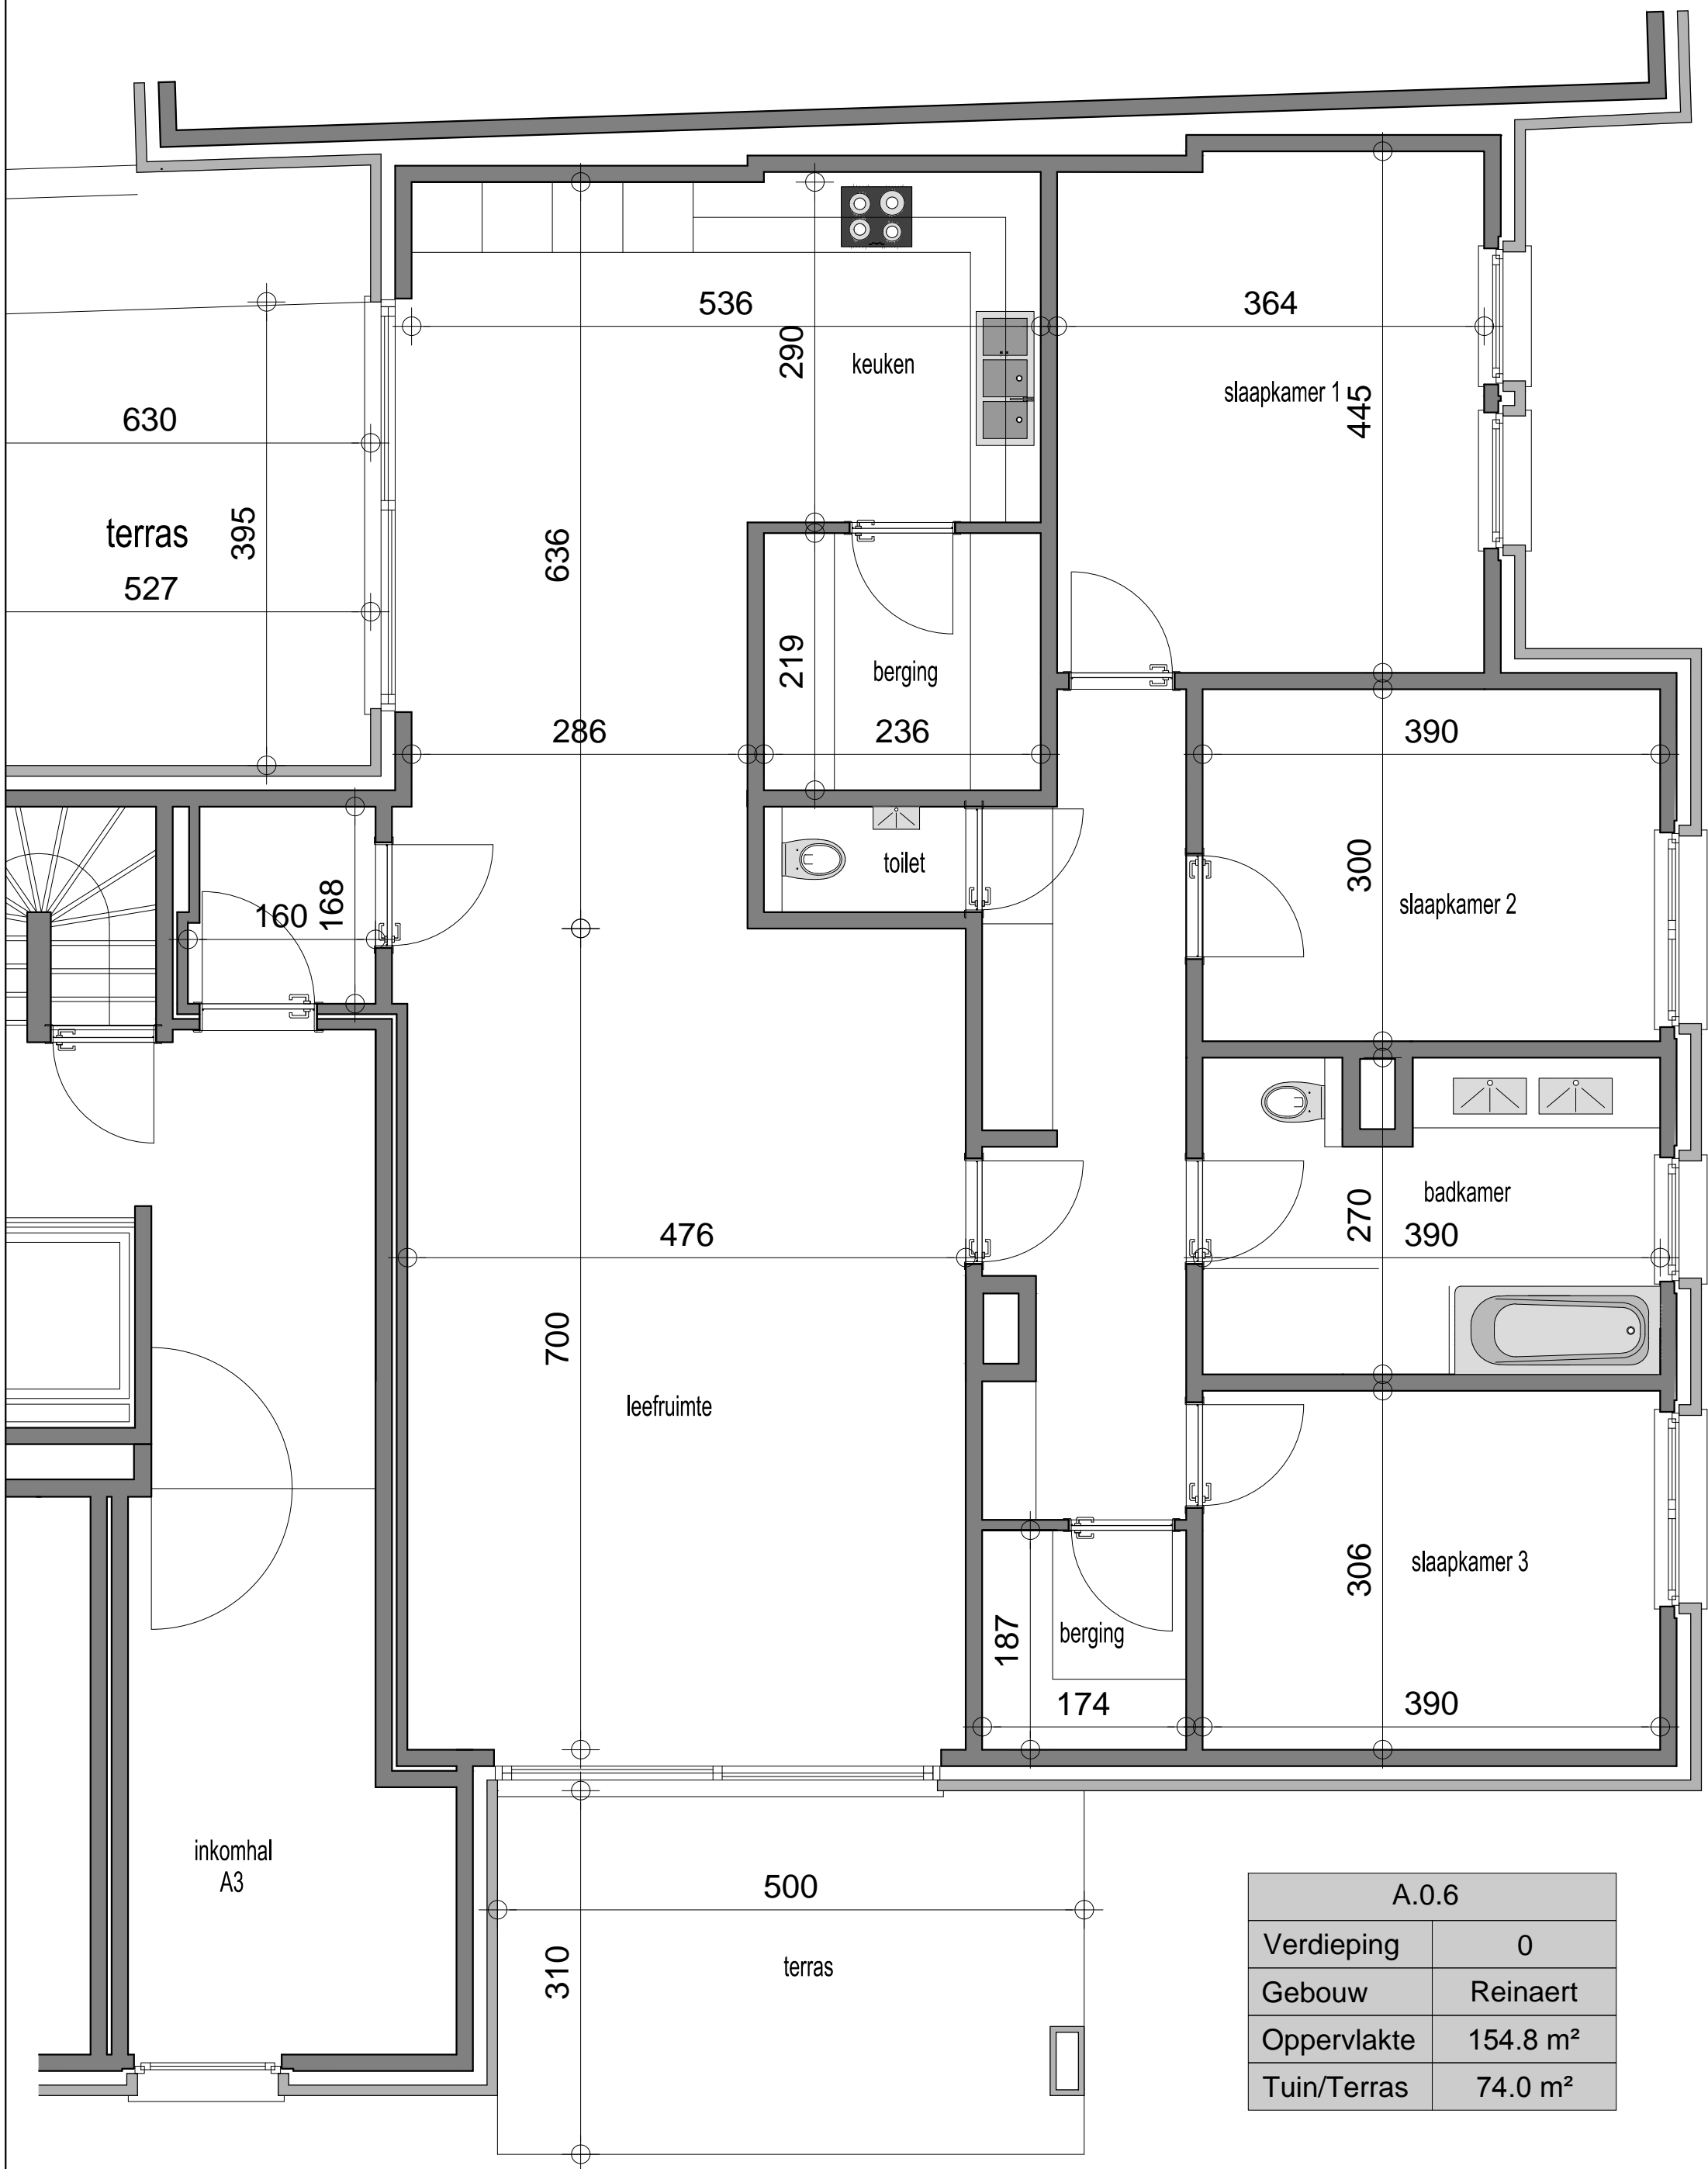 536
364
290
keuken
slaapkamer 1
445
630
terras
395
527
636
219
berging
286
236
390
300
slaapkamer 2
toilet
160
168
badkamer
270
390
476
700
leefruimte
306
slaapkamer 3
187
berging
174
390
inkomhal
A3
500
310
terras
A.0.6
Verdieping 0
Gebouw Reinaert
Oppervlakte 154.8 m²
Tuin/Terras 74.0 m²